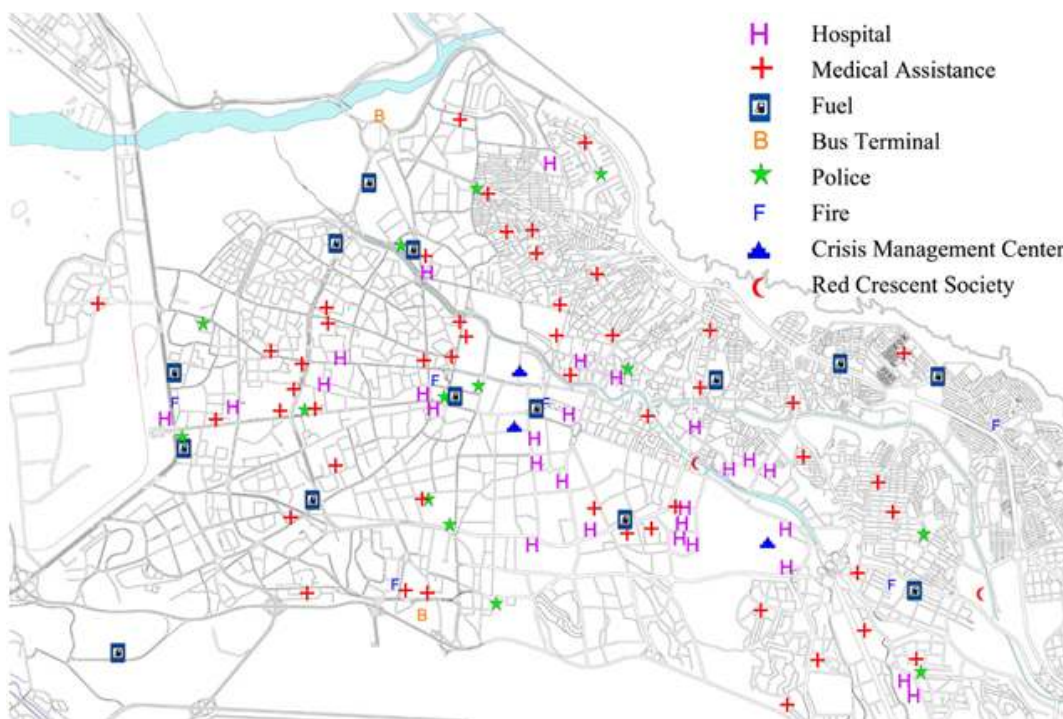 H Hospital
Medical Assistance
Fuel
B Bus Terminal
Police
F Fire
Crisis Management Center
Red Crescent Society